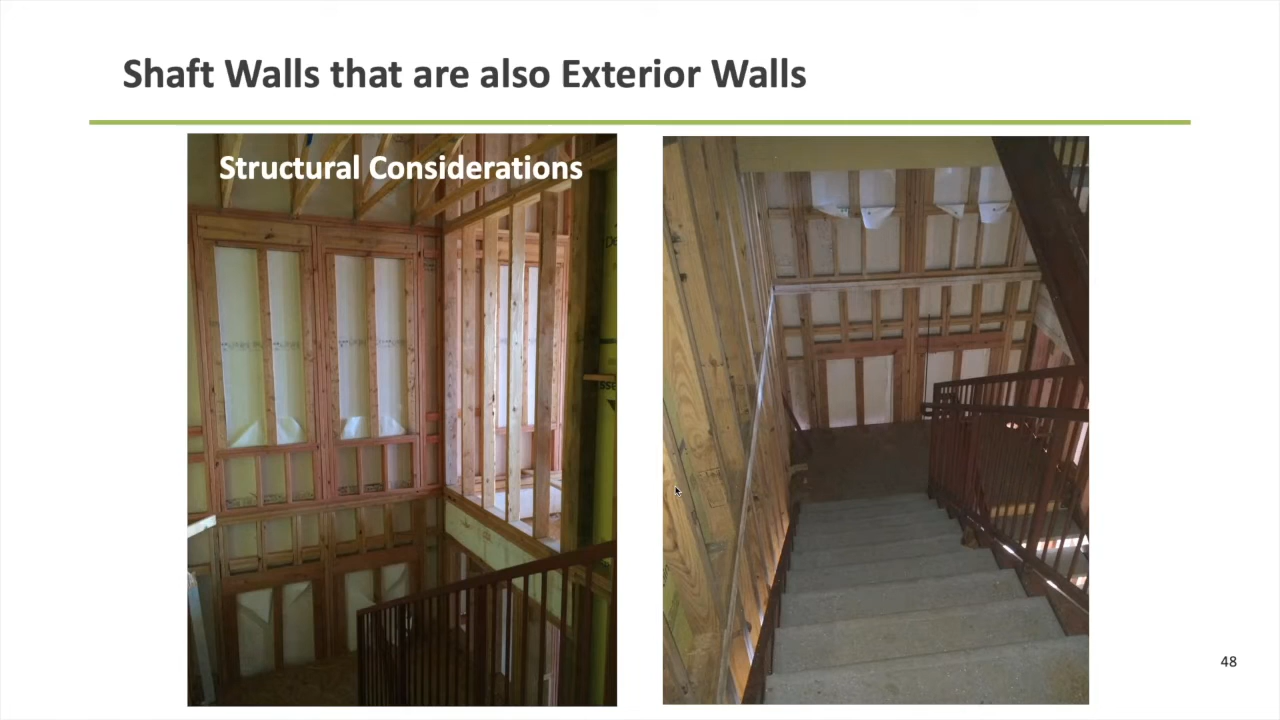 Shaft Walls that are also Exterior Walls
Structural Considerations
48